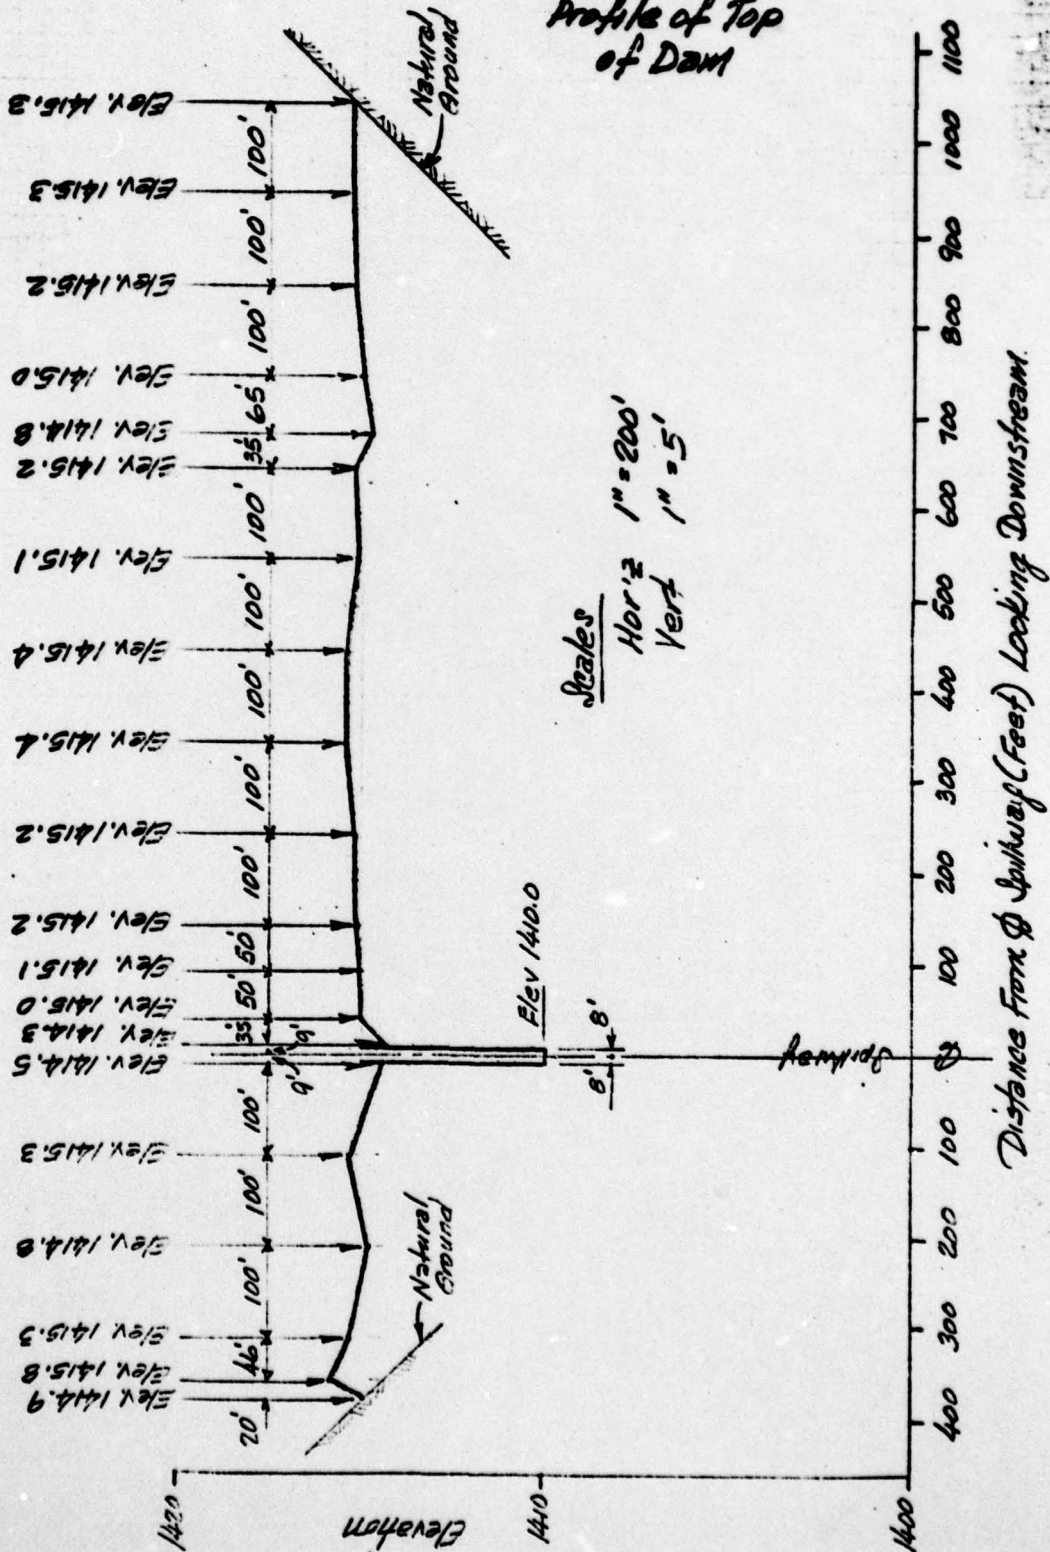 Profile of Top
of Dam
Elev. 1414.9
Elev. 1415.8
Elev. 1415.3
Elev. 1414.8
Elev. 1415.3
Elev. 1414.5
Elev. 1414.3
Elev. 1415.0
Elev. 1415.1
Elev. 1415.2
Elev. 1415.2
Elev. 1415.4
Elev. 1415.4
Elev. 1415.1
Elev. 1415.2
Elev. 1414.8
Elev. 1415.0
Elev. 1415.2
Elev. 1415.3
Elev. 1415.3
20' 46' 100' 100' 100' 9' 9' 35' 50' 50' 100' 100' 100' 100' 100' 35' 65' 100' 100' 100'
Natural
Ground
Natural
Ground
Elev 1410.0
8' 8'
Scales
Hor'z 1" = 200'
Vert 1" = 5'
Spillway
Elevation
1420
1410
1400
400 300 200 100 ₵ 100 200 300 400 500 600 700 800 900 1000 1100
Distance From ₵ Spillway (Feet) Looking Downstream.